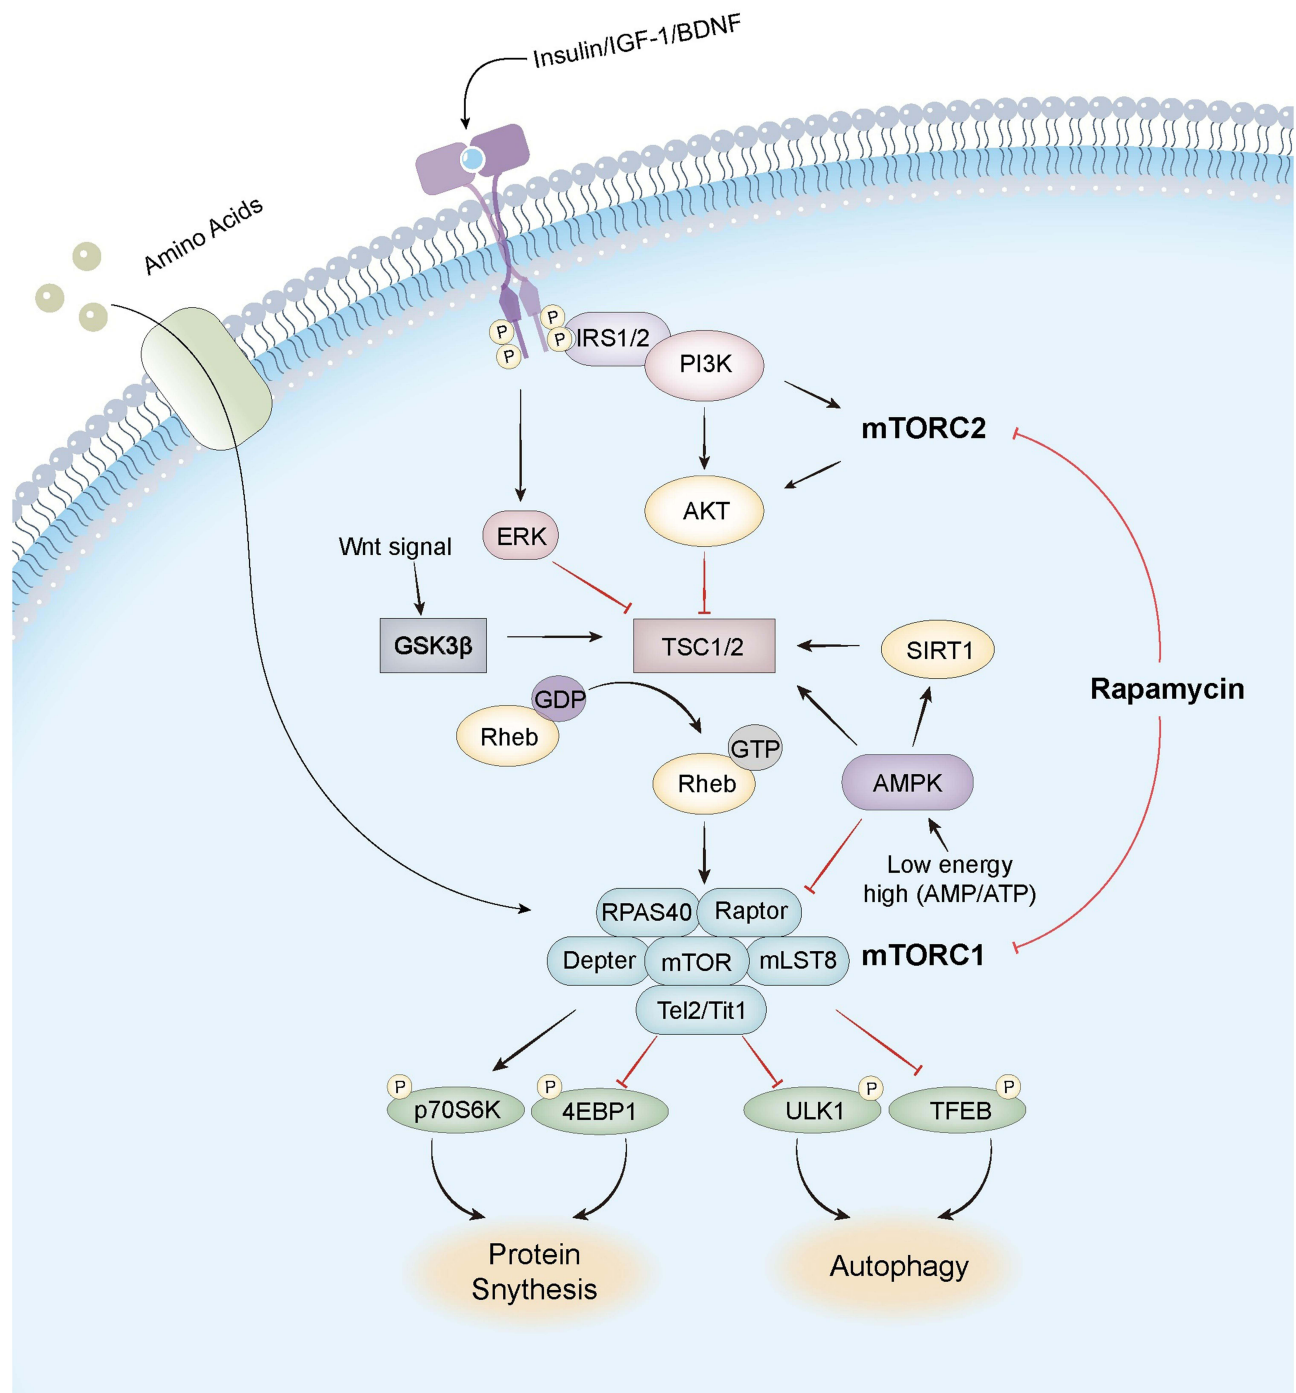 Insulin/IGF-1/BDNF
Amino Acids
P
P
P
P
IRS1/2
PI3K
mTORC2
AKT
ERK
Wnt signal
GSK3β
TSC1/2
SIRT1
Rapamycin
GDP
Rheb
GTP
Rheb
AMPK
Low energy
high (AMP/ATP)
RPAS40
Raptor
Depter
mTOR
mLST8
mTORC1
Tel2/Tit1
P
p70S6K
P
4EBP1
P
ULK1
P
TFEB
Protein
Snythesis
Autophagy